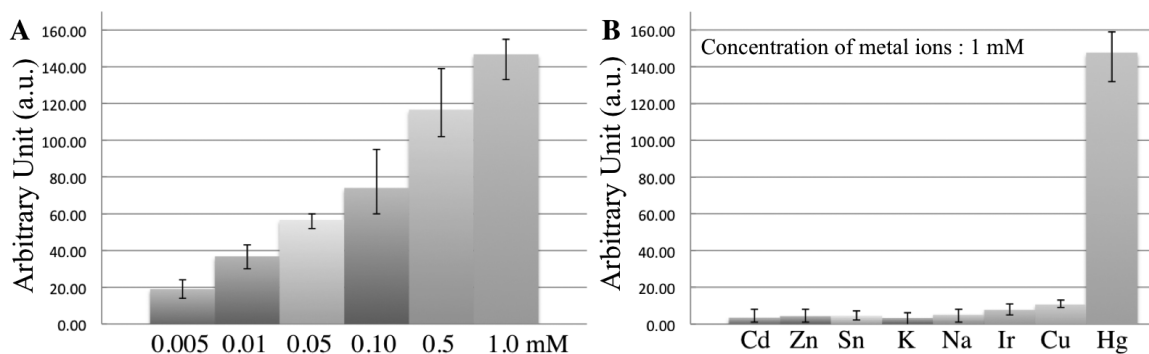 A
Arbitrary Unit (a.u.)
160.00
140.00
120.00
100.00
80.00
60.00
40.00
20.00
0.00
0.005 0.01 0.05 0.10 0.5 1.0 mM
B
Concentration of metal ions : 1 mM
Arbitrary Unit (a.u.)
160.00
140.00
120.00
100.00
80.00
60.00
40.00
20.00
0.00
Cd Zn Sn K Na Ir Cu Hg